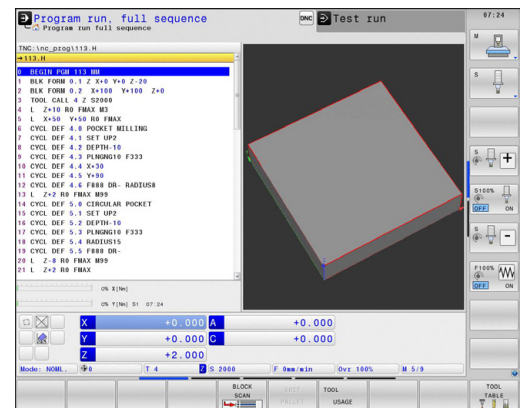 Program run, full sequence
Program run full sequence
DNC
Test run
07:24
TNC:\nc_prog\113.H
→113.H
0 BEGIN PGM 113 MM
1 BLK FORM 0.1 Z X+0 Y+0 Z-20
2 BLK FORM 0.2 X+100 Y+100 Z+0
3 TOOL CALL 4 Z S2000
4 L Z+10 R0 FMAX M3
5 L X+50 Y+50 R0 FMAX
6 CYCL DEF 4.0 POCKET MILLING
7 CYCL DEF 4.1 SET UP2
8 CYCL DEF 4.2 DEPTH-10
9 CYCL DEF 4.3 PLNGNG10 F333
10 CYCL DEF 4.4 X+30
11 CYCL DEF 4.5 Y+90
12 CYCL DEF 4.6 F888 DR- RADIUS8
13 L Z+2 R0 FMAX M99
14 CYCL DEF 5.0 CIRCULAR POCKET
15 CYCL DEF 5.1 SET UP2
16 CYCL DEF 5.2 DEPTH-10
17 CYCL DEF 5.3 PLNGNG10 F333
18 CYCL DEF 5.4 RADIUS15
19 CYCL DEF 5.5 F888 DR-
20 L Z-8 R0 FMAX M99
21 L Z+2 R0 FMAX
0% X[Nm]
0% Y[Nm] S1 07:24
X +0.000 A +0.000
Y +0.000 C +0.000
Z +2.000
Mode: NOML. 0 T 4 Z S 2000 F 0mm/min Ovr 100% M 5/9
M
S
S
S100%
OFF ON
S
F100%
OFF ON
BLOCK
SCAN
TOOL
USAGE
TOOL
TABLE